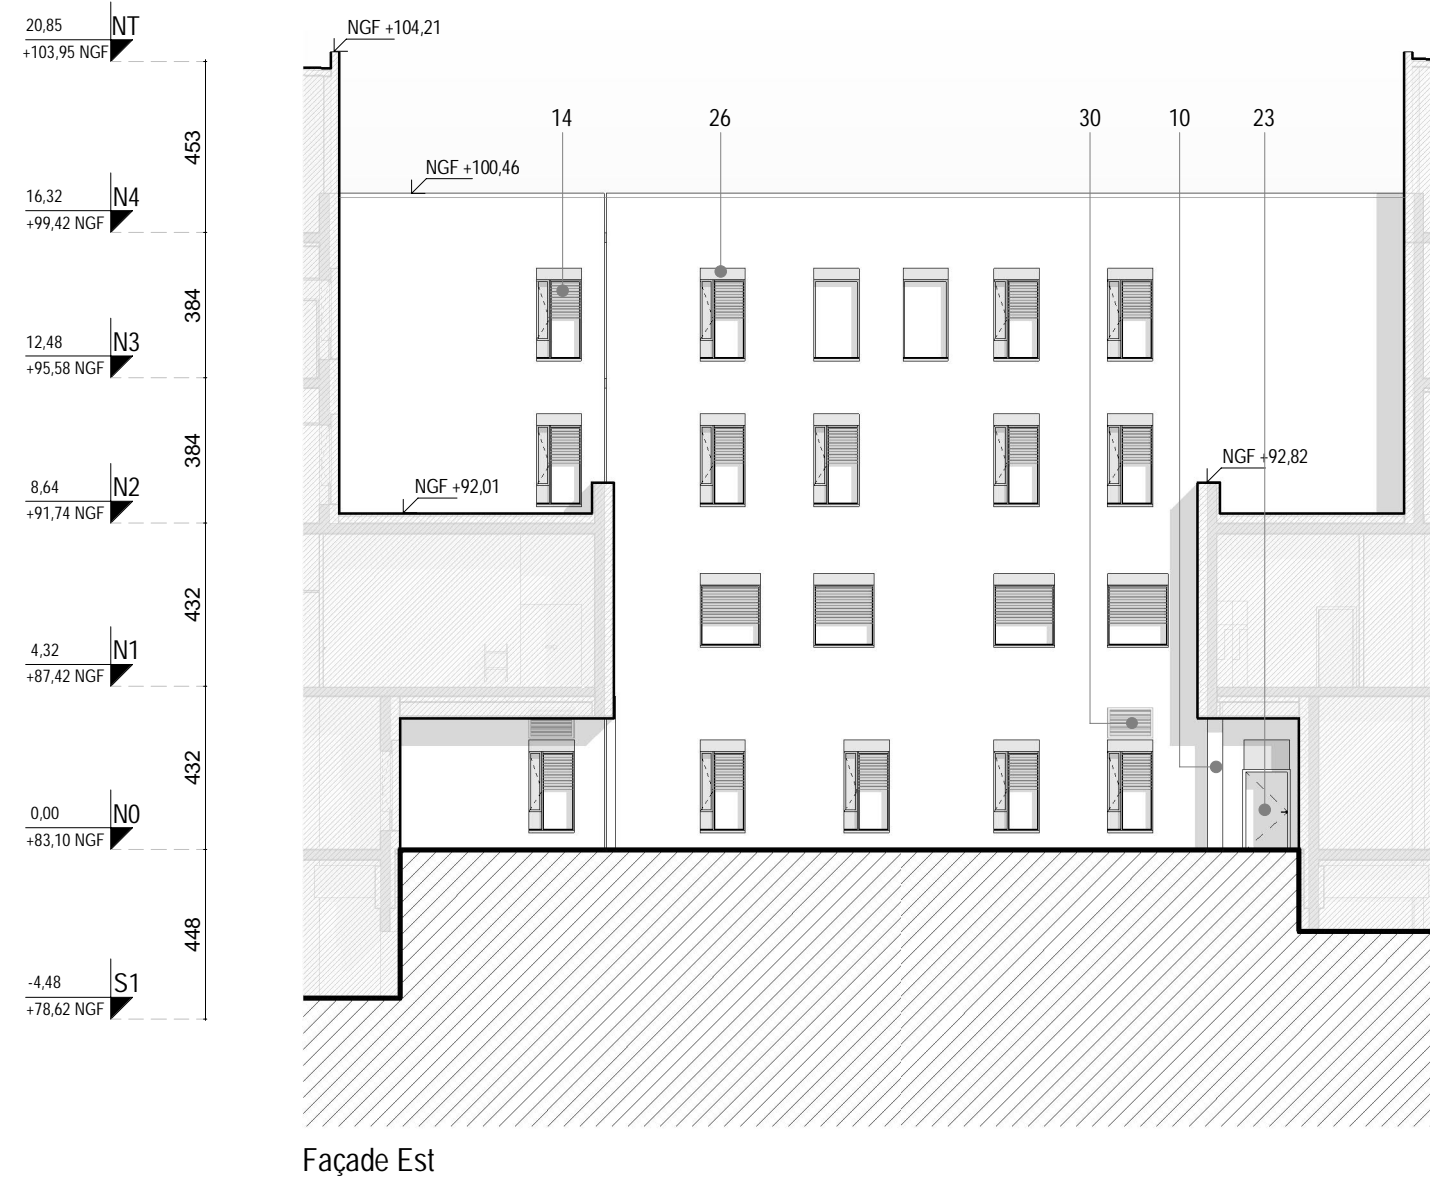 20,85 NT
+103,95 NGF
NGF +104,21
14 26 30 10 23
453
NGF +100,46
16,32 N4
+99,42 NGF
384
12,48 N3
+95,58 NGF
384
NGF +92,82
8,64 N2
+91,74 NGF
NGF +92,01
432
4,32 N1
+87,42 NGF
432
0,00 N0
+83,10 NGF
448
-4,48 S1
+78,62 NGF
Façade Est